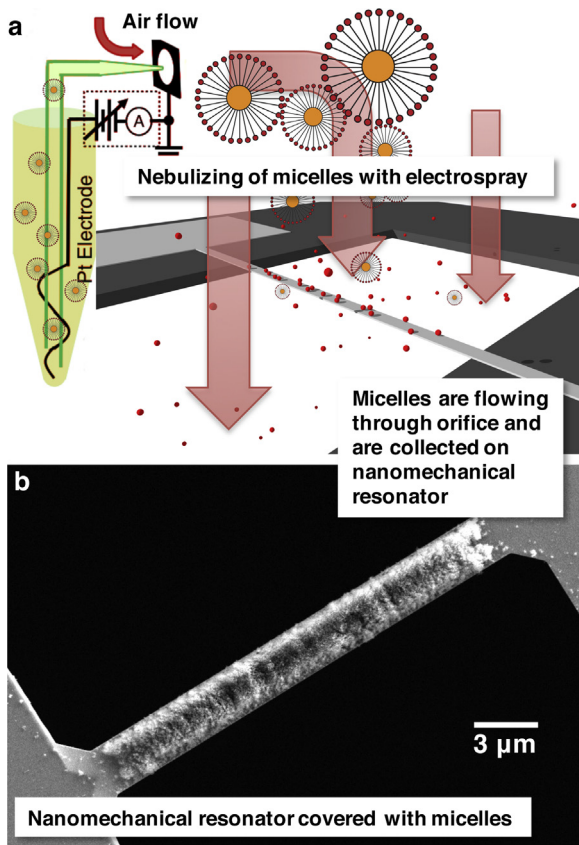 a
Air flow
A
Pt Electrode
Nebulizing of micelles with electrospray
Micelles are flowing
through orifice and
are collected on
nanomechanical
resonator
b
3 µm
Nanomechanical resonator covered with micelles